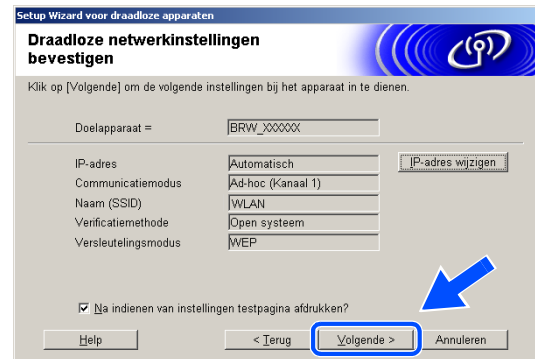 Setup Wizard voor draadloze apparaten
Draadloze netwerkinstellingen
bevestigen
Klik op [Volgende] om de volgende instellingen bij het apparaat in te dienen.
Doelapparaat = BRW_XXXXXX
IP-adres Automatisch IP-adres wijzigen
Communicatiemodus Ad-hoc (Kanaal 1)
Naam (SSID) WLAN
Verificatiemethode Open systeem
Versleutelingsmodus WEP
Na indienen van instellingen testpagina afdrukken?
Help < Terug Volgende > Annuleren